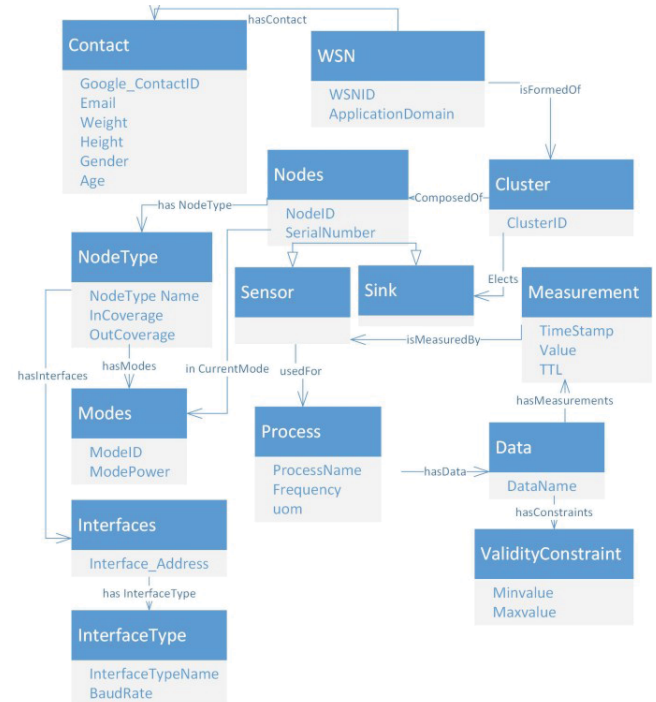 hasContact
Contact
Google_ContactID
Email
Weight
Height
Gender
Age
WSN
WSNID
ApplicationDomain
isFormedOf
Nodes
NodeID
SerialNumber
ComposedOf
Cluster
ClusterID
has NodeType
NodeType
NodeType Name
InCoverage
OutCoverage
Sensor
Sink
Elects
Measurement
TimeStamp
Value
TTL
isMeasuredBy
hasInterfaces
hasModes
in CurrentMode
usedFor
hasMeasurements
Modes
ModeID
ModePower
Process
ProcessName
Frequency
uom
hasData
Data
DataName
hasConstraints
Interfaces
Interface_Address
has InterfaceType
ValidityConstraint
Minvalue
Maxvalue
InterfaceType
InterfaceTypeName
BaudRate